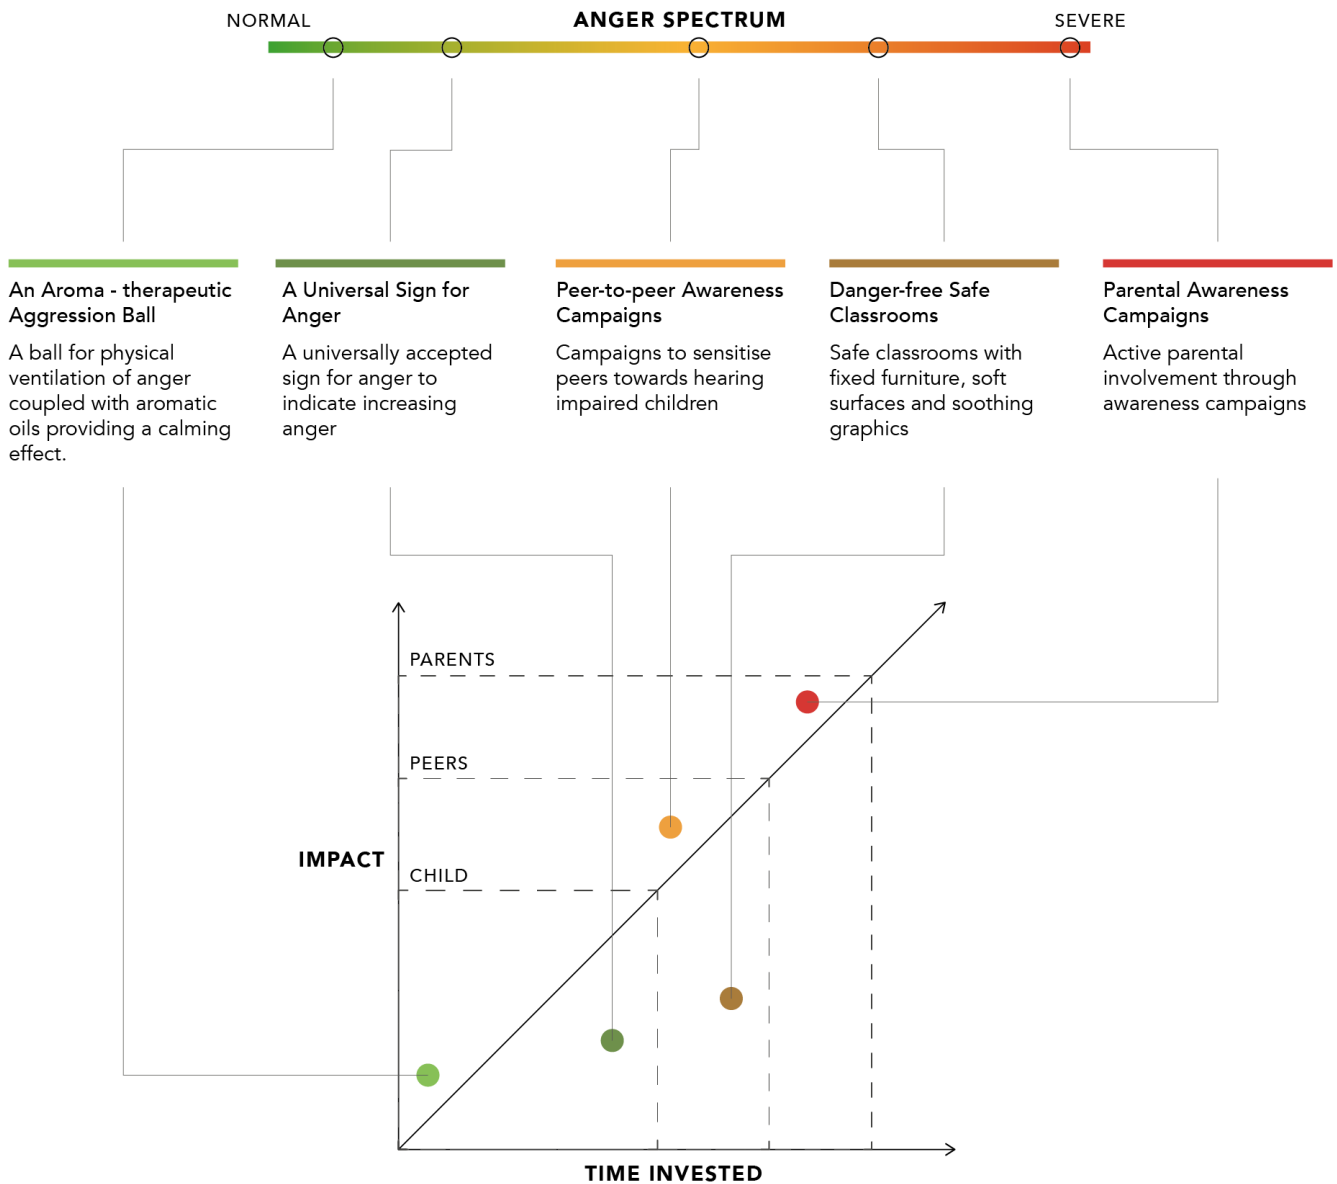 NORMAL
ANGER SPECTRUM
SEVERE
An Aroma - therapeutic
Aggression Ball
A ball for physical
ventilation of anger
coupled with aromatic
oils providing a calming
effect.
A Universal Sign for
Anger
A universally accepted
sign for anger to
indicate increasing
anger
Peer-to-peer Awareness
Campaigns
Campaigns to sensitise
peers towards hearing
impaired children
Danger-free Safe
Classrooms
Safe classrooms with
fixed furniture, soft
surfaces and soothing
graphics
Parental Awareness
Campaigns
Active parental
involvement through
awareness campaigns
PARENTS
PEERS
IMPACT
CHILD
TIME INVESTED